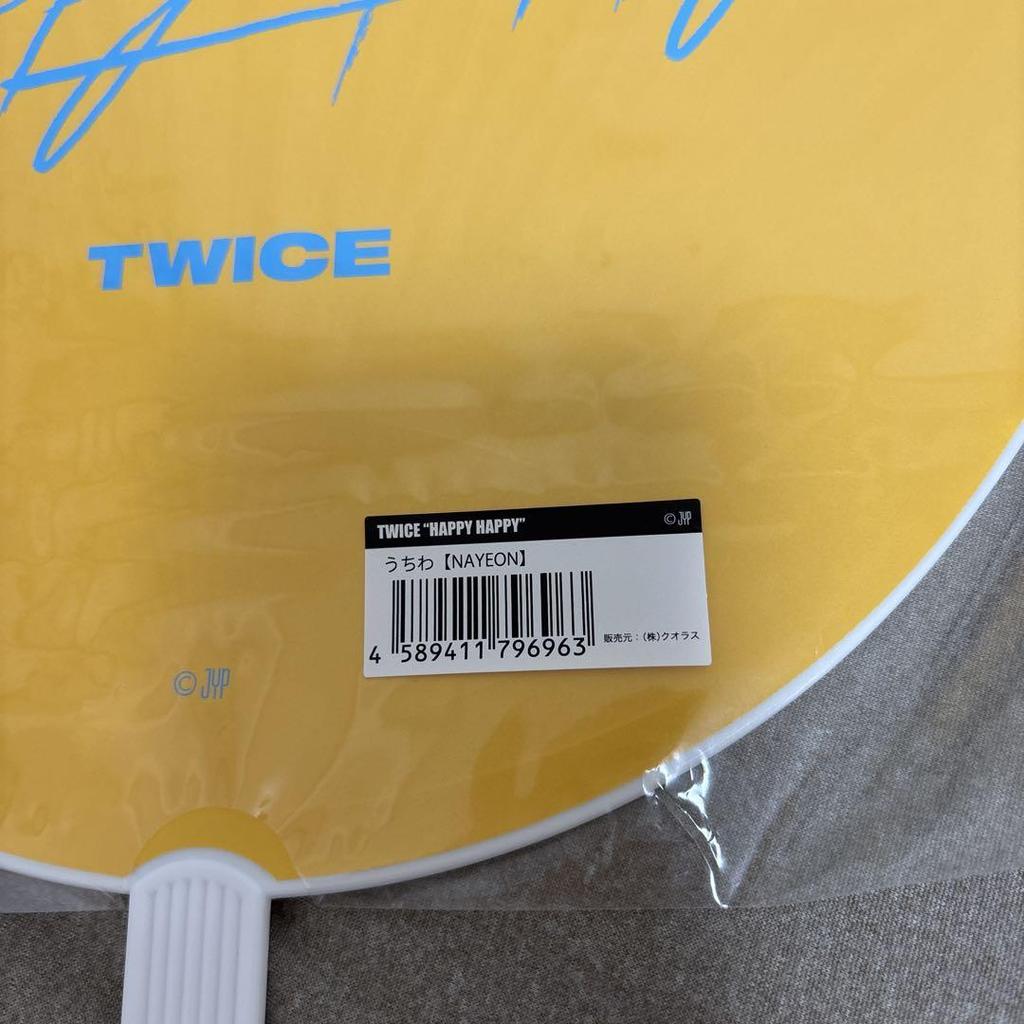 TWICE
TWICE “HAPPY HAPPY”
© JYP
うちわ【NAYEON】
4 589411 796963
販売元：（株）クオラス
© JYP